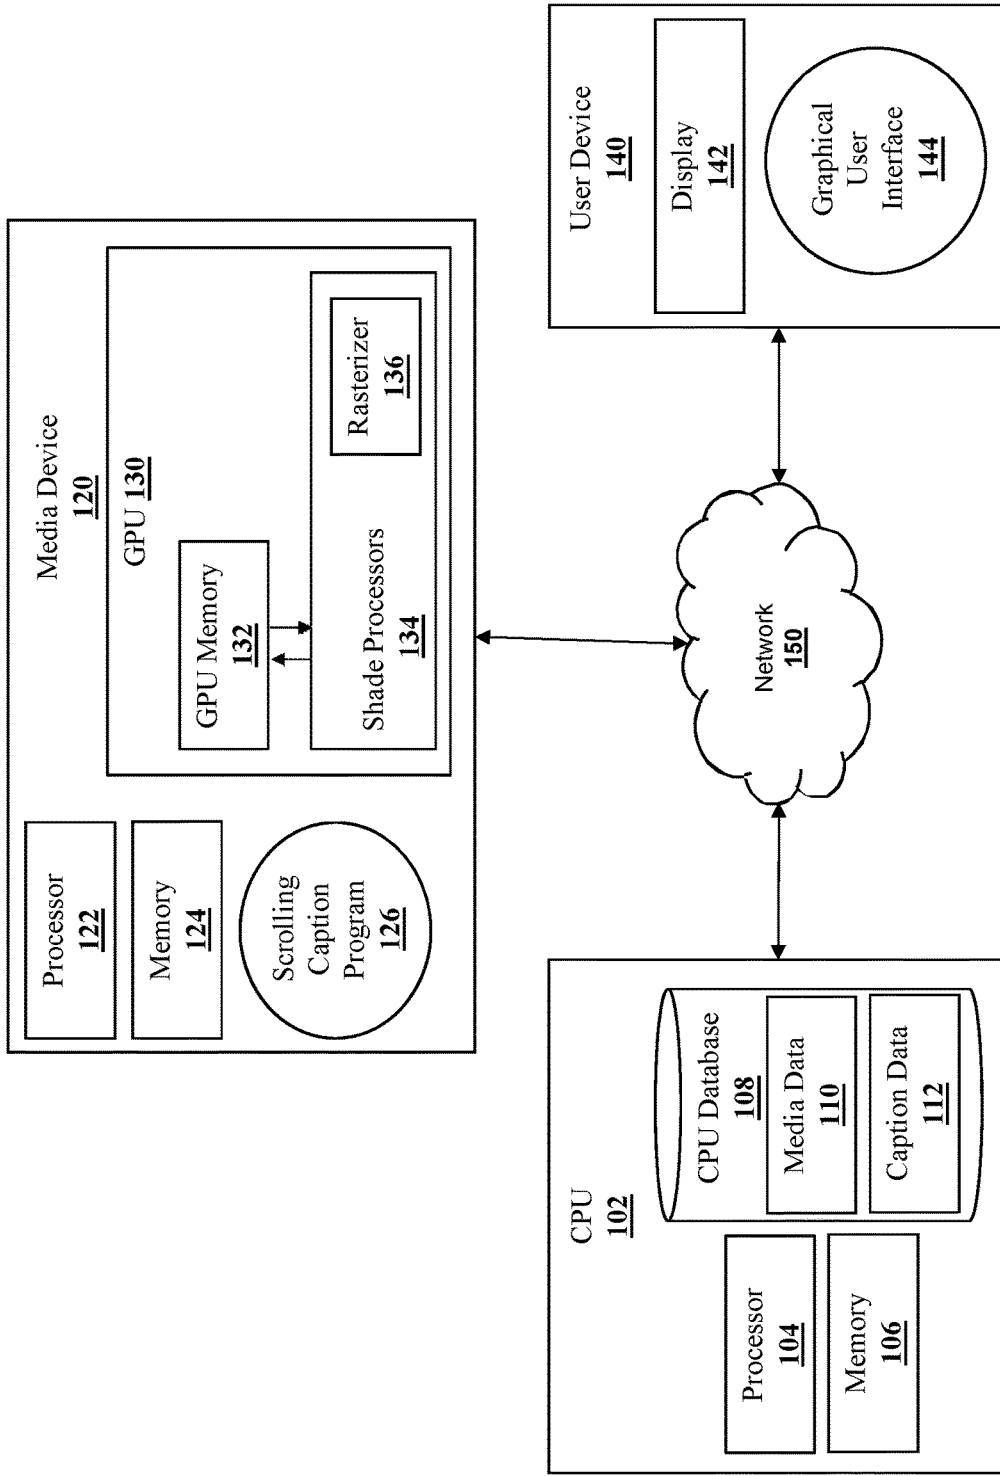 Media Device
120
Processor
122
Memory
124
Scrolling
Caption
Program
126
GPU 130
GPU Memory
132
Shade Processors
134
Rasterizer
136
CPU
102
Processor
104
Memory
106
CPU Database
108
Media Data
110
Caption Data
112
Network
150
User Device
140
Display
142
Graphical
User
Interface
144